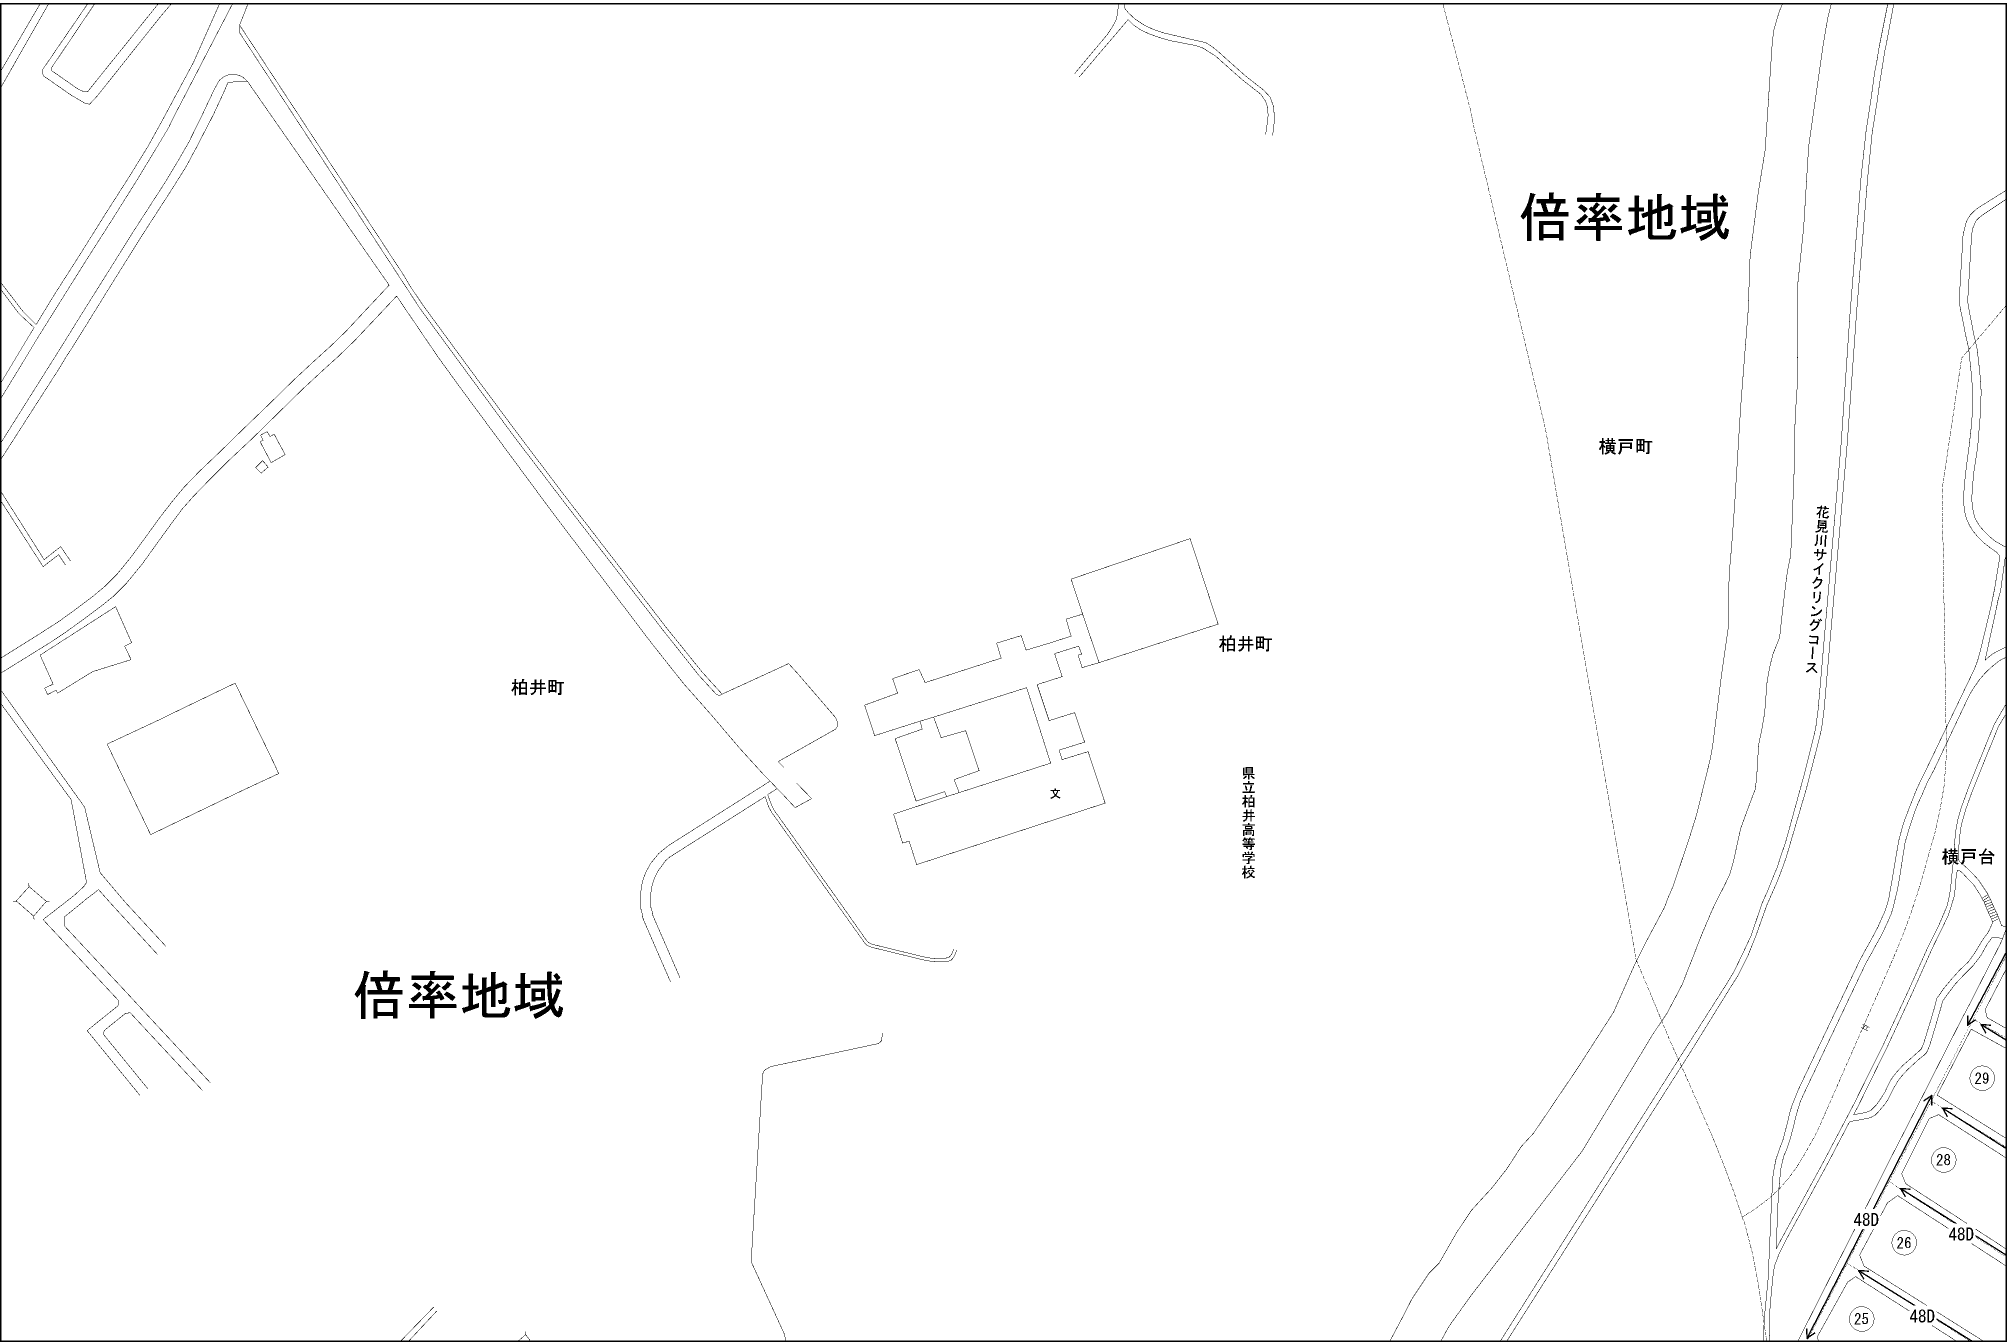 倍率地域
横戸町
花見川サイクリングコース
柏井町
柏井町
県立柏井高等学校
文
横戸台
倍率地域
29
28
48D
48D
26
48D
25